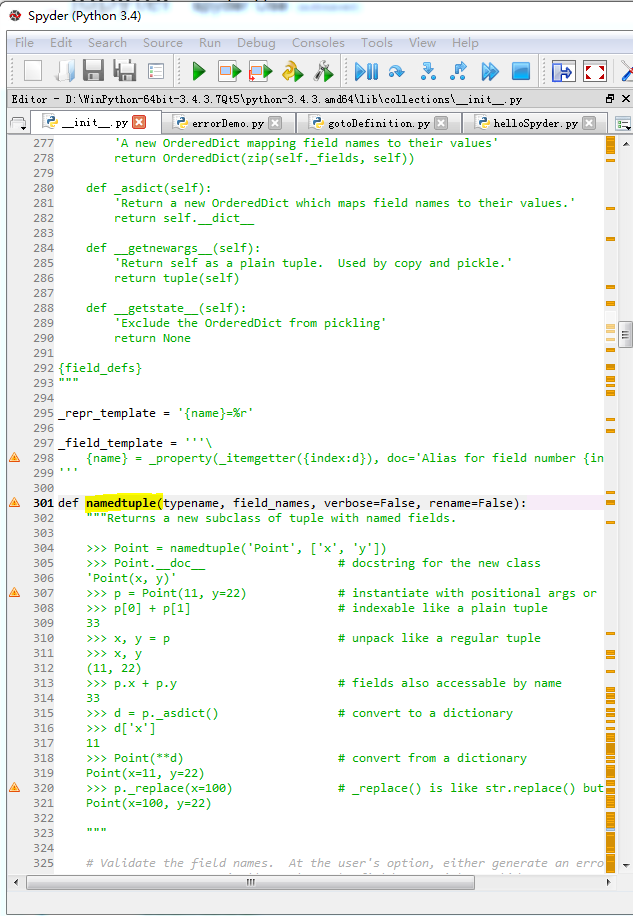 Spyder (Python 3.4)
File Edit Search Source Run Debug Consoles Tools View Help
Editor - D:\WinPython-64bit-3.4.3.7Qt5\python-3.4.3.amd64\lib\collections\__init__.py
__init__.py errorDemo.py gotoDefinition.py helloSpyder.py
277 'A new OrderedDict mapping field names to their values'
278 return OrderedDict(zip(self._fields, self))
279
280 def _asdict(self):
281 'Return a new OrderedDict which maps field names to their values.'
282 return self.__dict__
283
284 def __getnewargs__(self):
285 'Return self as a plain tuple.  Used by copy and pickle.'
286 return tuple(self)
287
288 def __getstate__(self):
289 'Exclude the OrderedDict from pickling'
290 return None
291
292 {field_defs}
293 """
294
295 _repr_template = '{name}=%r'
296
297 _field_template = '''\
298 {name} = _property(_itemgetter({index:d}), doc='Alias for field number {in
299 '''
300
301 def namedtuple(typename, field_names, verbose=False, rename=False):
302 """Returns a new subclass of tuple with named fields.
303
304 >>> Point = namedtuple('Point', ['x', 'y'])
305 >>> Point.__doc__ # docstring for the new class
306 'Point(x, y)'
307 >>> p = Point(11, y=22) # instantiate with positional args or
308 >>> p[0] + p[1] # indexable like a plain tuple
309 33
310 >>> x, y = p # unpack like a regular tuple
311 >>> x, y
312 (11, 22)
313 >>> p.x + p.y # fields also accessable by name
314 33
315 >>> d = p._asdict() # convert to a dictionary
316 >>> d['x']
317 11
318 >>> Point(**d) # convert from a dictionary
319 Point(x=11, y=22)
320 >>> p._replace(x=100) # _replace() is like str.replace() but
321 Point(x=100, y=22)
322
323 """
324
325 # Validate the field names.  At the user's option, either generate an erro